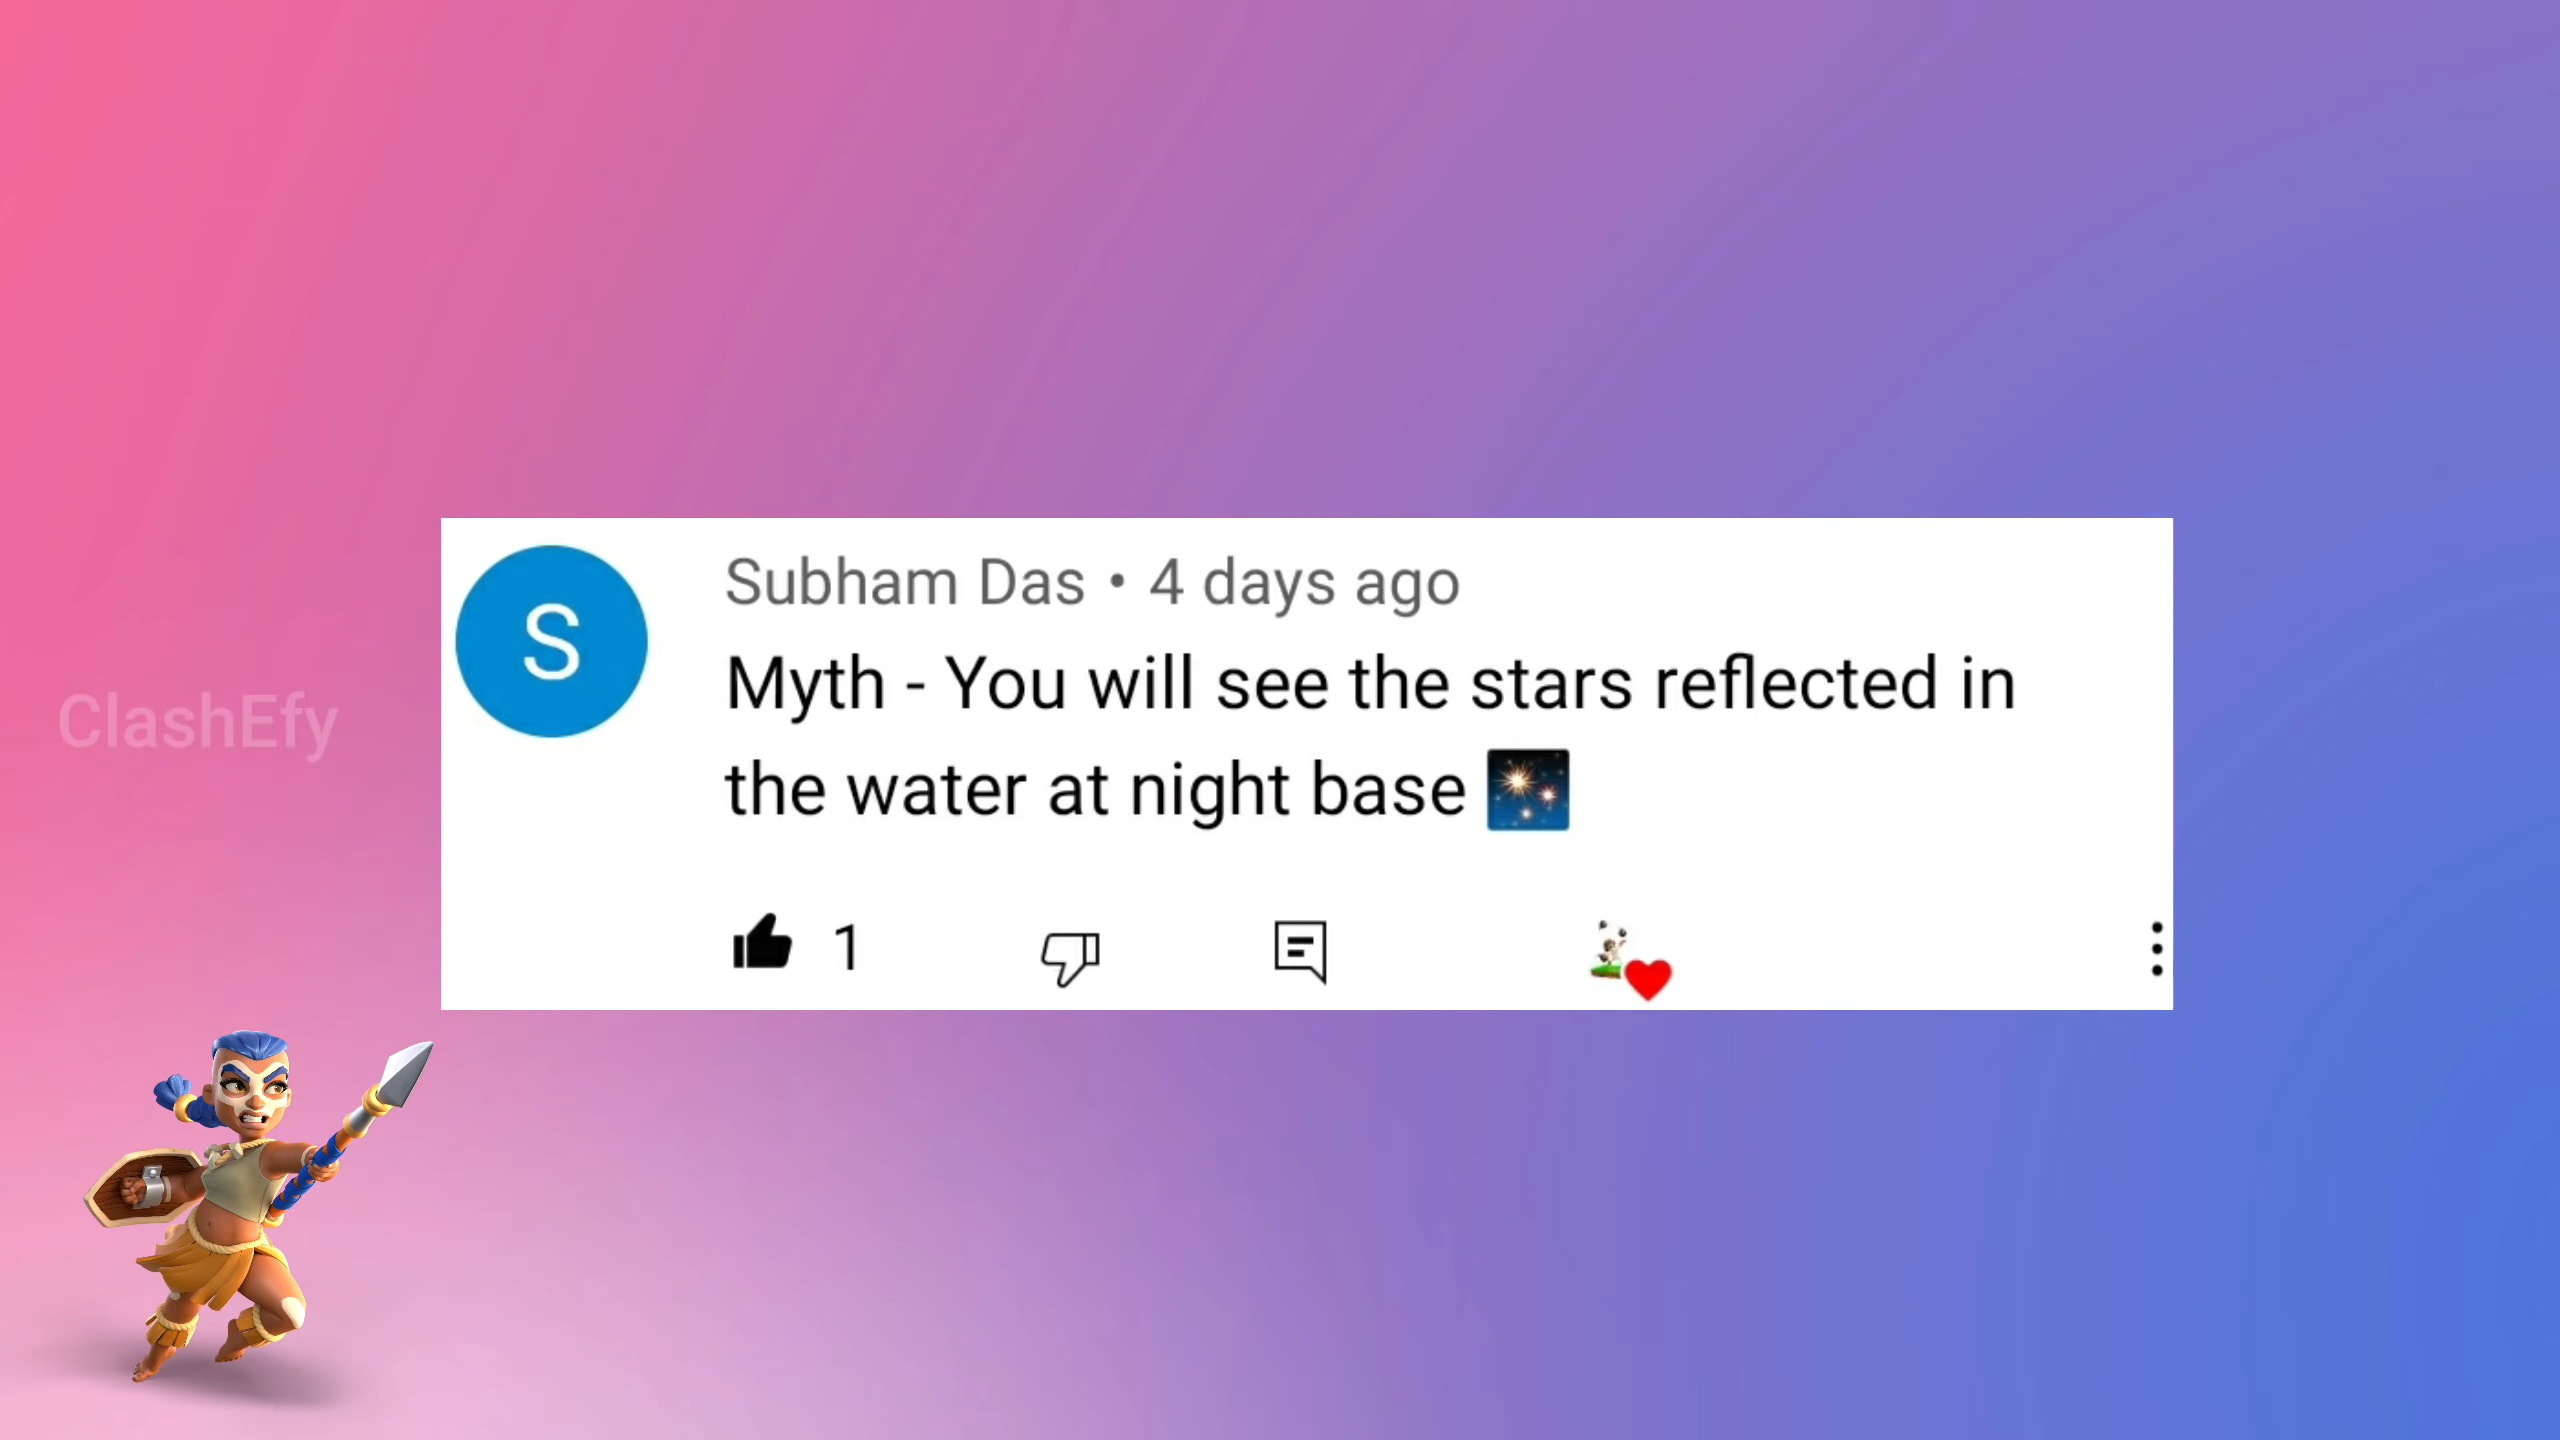 Subham Das • 4 days ago
S
Myth - You will see the stars reflected in
the water at night base 🎇
1
ClashEfy